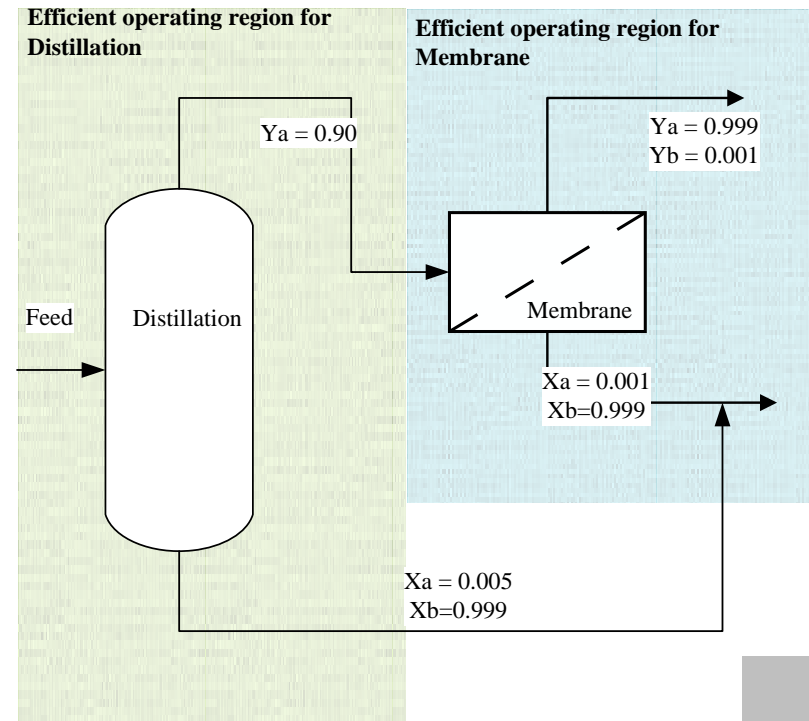 Efficient operating region for
Distillation
Efficient operating region for
Membrane
Ya = 0.90
Ya = 0.999
Yb = 0.001
Feed
Distillation
Membrane
Xa = 0.001
Xb=0.999
Xa = 0.005
Xb=0.999